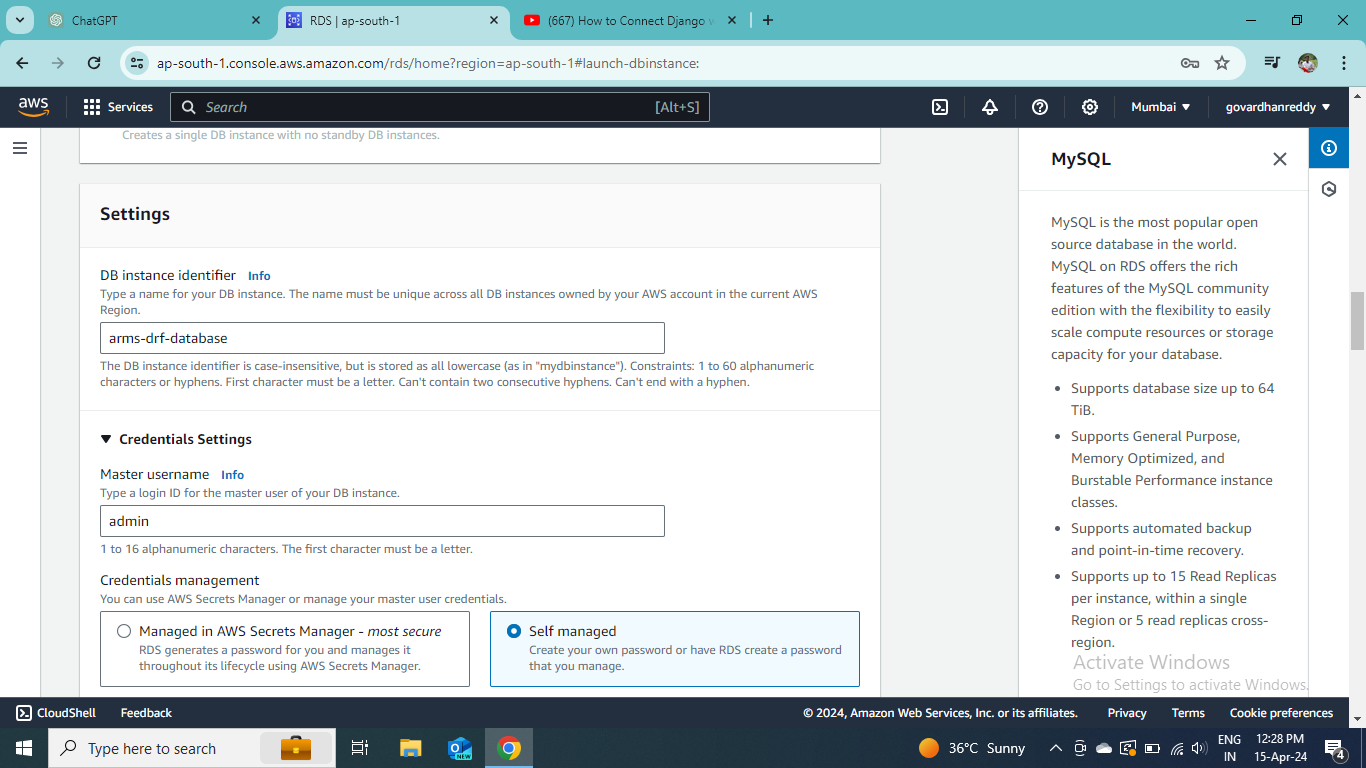 ChatGPT
RDS | ap-south-1
(667) How to Connect Django w
ap-south-1.console.aws.amazon.com/rds/home?region=ap-south-1#launch-dbinstance:
aws
Services
Search
[Alt+S]
Mumbai
govardhanreddy
Creates a single DB instance with no standby DB instances.
Settings
DB instance identifier Info
Type a name for your DB instance. The name must be unique across all DB instances owned by your AWS account in the current AWS
Region.
arms-drf-database
The DB instance identifier is case-insensitive, but is stored as all lowercase (as in "mydbinstance"). Constraints: 1 to 60 alphanumeric
characters or hyphens. First character must be a letter. Can't contain two consecutive hyphens. Can't end with a hyphen.
Credentials Settings
Master username Info
Type a login ID for the master user of your DB instance.
admin
1 to 16 alphanumeric characters. The first character must be a letter.
Credentials management
You can use AWS Secrets Manager or manage your master user credentials.
Managed in AWS Secrets Manager - most secure
RDS generates a password for you and manages it
throughout its lifecycle using AWS Secrets Manager.
Self managed
Create your own password or have RDS create a password
that you manage.
MySQL
MySQL is the most popular open
source database in the world.
MySQL on RDS offers the rich
features of the MySQL community
edition with the flexibility to easily
scale compute resources or storage
capacity for your database.
• Supports database size up to 64
TiB.
• Supports General Purpose,
Memory Optimized, and
Burstable Performance instance
classes.
• Supports automated backup
and point-in-time recovery.
• Supports up to 15 Read Replicas
per instance, within a single
Region or 5 read replicas cross-
region.
Activate Windows
Go to Settings to activate Windows.
CloudShell
Feedback
© 2024, Amazon Web Services, Inc. or its affiliates.
Privacy
Terms
Cookie preferences
Type here to search
NEW
36°C Sunny
ENG
IN
12:28 PM
15-Apr-24
4